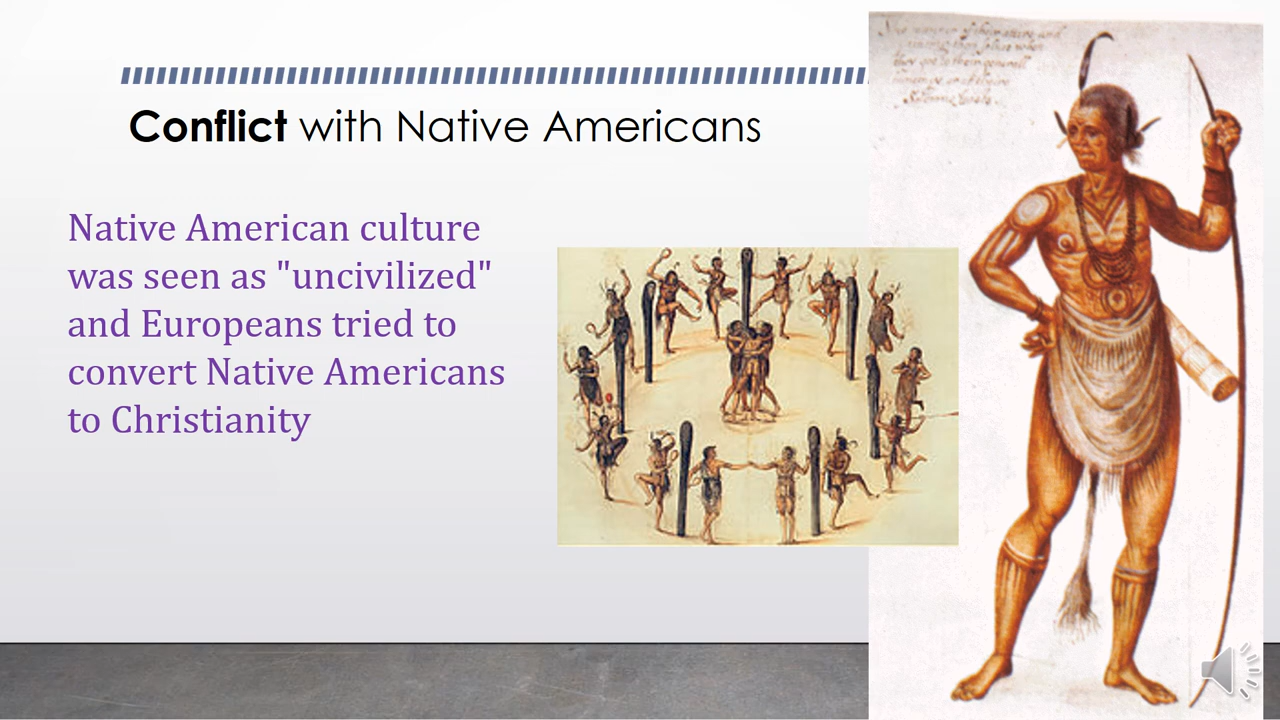 Conflict with Native Americans
Native American culture
was seen as "uncivilized"
and Europeans tried to
convert Native Americans
to Christianity